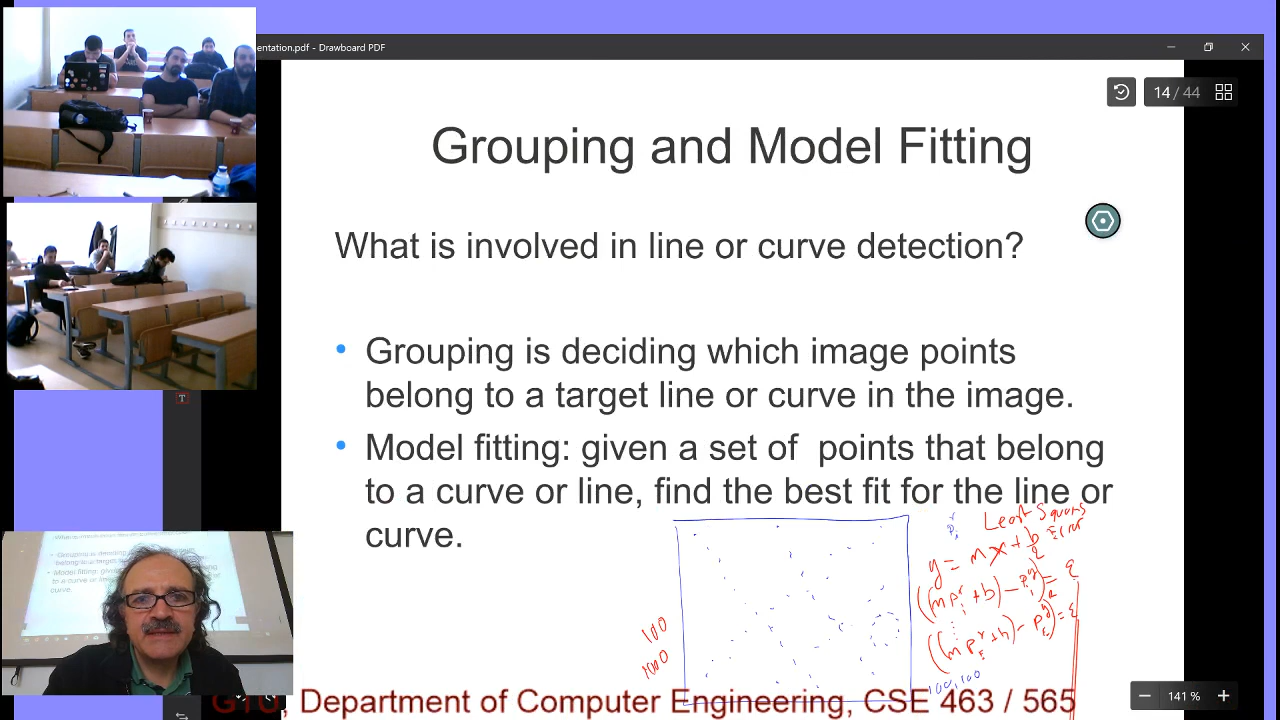 entation.pdf - Drawboard PDF
14 / 44
Grouping and Model Fitting
What is involved in line or curve detection?
• Grouping is deciding which image points
belong to a target line or curve in the image.
• Model fitting: given a set of points that belong
to a curve or line, find the best fit for the line or
curve.
Least Square
Error
y = mx + b
100
1000
100,100
GTU, Department of Computer Engineering, CSE 463 / 565
141 %